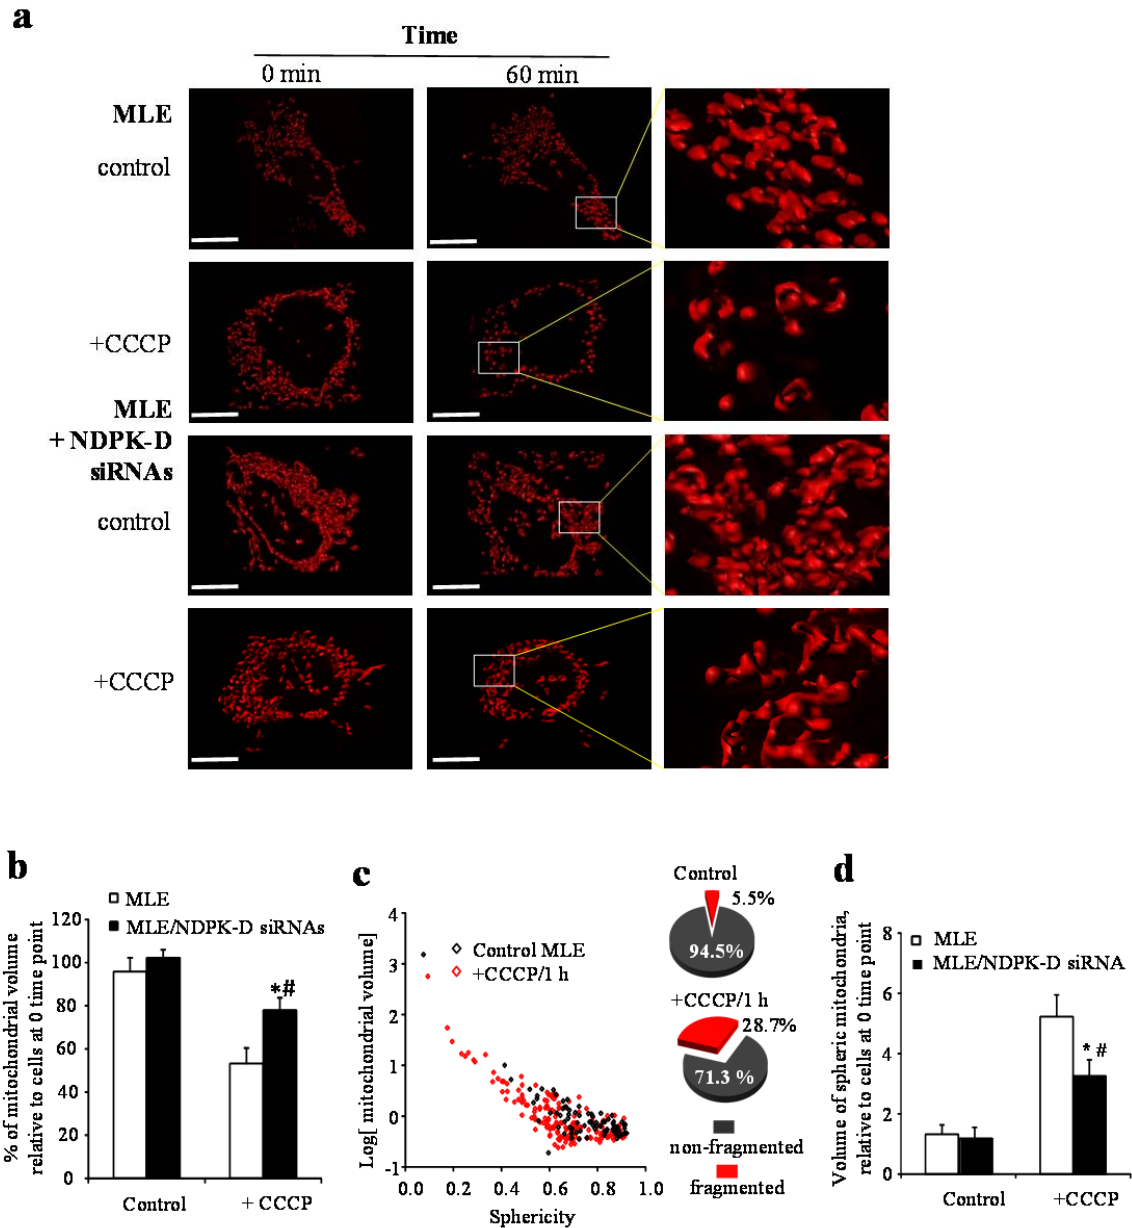 a
Time
0 min
60 min
MLE
control
+CCCP
MLE
+ NDPK-D
siRNAs
control
+CCCP
b
MLE
MLE/NDPK-D siRNAs
% of mitochondrial volume
relative to cells at 0 time point
120
100
80
60
40
20
0
*#
Control
+ CCCP
c
Log[ mitochondrial volume]
4
3
2
1
0
-1
Control MLE
+CCCP/1 h
0.0 0.2 0.4 0.6 0.8 1.0
Sphericity
Control
5.5%
94.5%
+CCCP/1 h
28.7%
71.3 %
non-fragmented
fragmented
d
Volume of spheric mitochondria,
relative to cells at 0 time point
8
6
4
2
0
MLE
MLE/NDPK-D siRNA
* #
Control
+CCCP